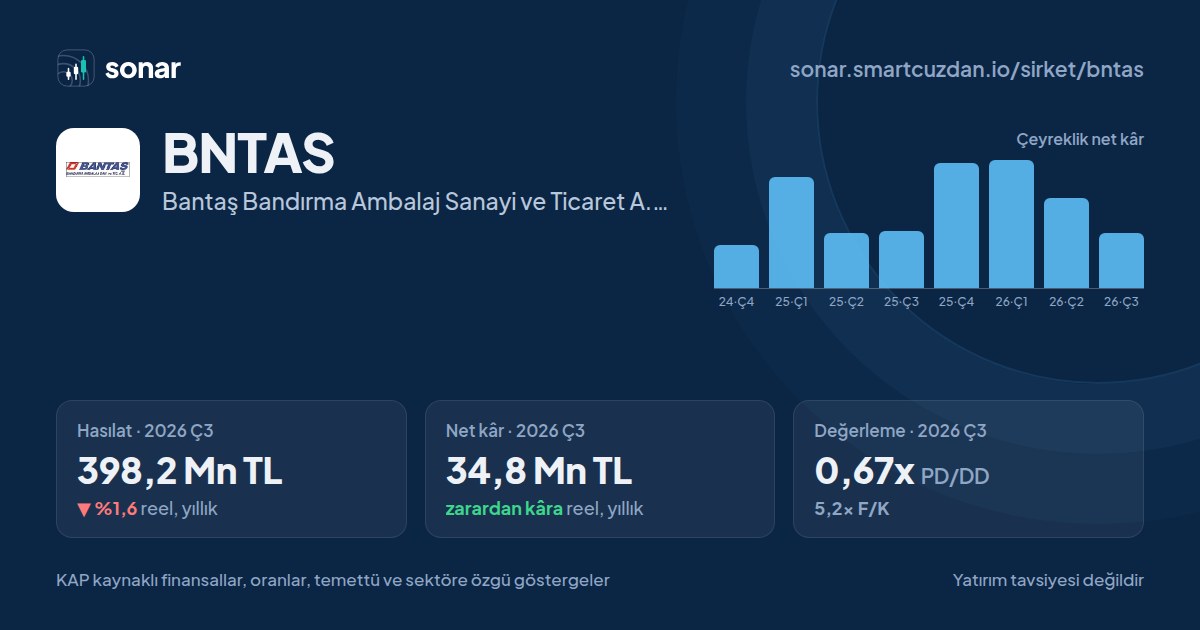 sonar
sonar.smartcuzdan.io/sirket/bntas
BANTAŞ
BNTAS
Bantaş Bandırma Ambalaj Sanayi ve Ticaret A. ...
Çeyreklik net kâr
24·Ç4 25·Ç1 25·Ç2 25·Ç3 25·Ç4 26·Ç1 26·Ç2 26·Ç3
Hasılat · 2026 Ç3
398,2 Mn TL
▼ %1,6 reel, yıllık
Net kâr · 2026 Ç3
34,8 Mn TL
zarardan kâra reel, yıllık
Değerleme · 2026 Ç3
0,67x PD/DD
5,2× F/K
KAP kaynaklı finansallar, oranlar, temettü ve sektöre özgü göstergeler
Yatırım tavsiyesi değildir